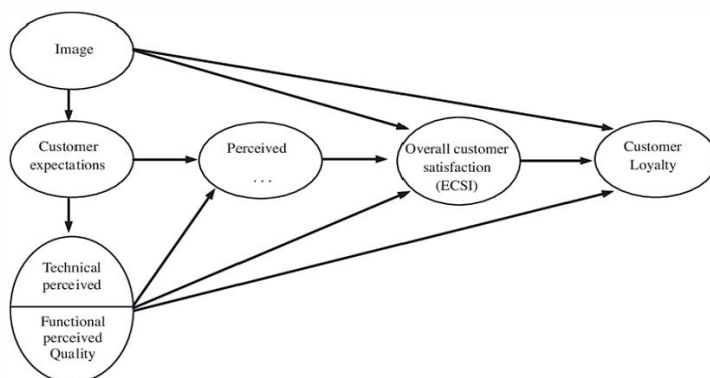 Image
Customer
expectations
Perceived
. . .
Overall customer
satisfaction
(ECSI)
Customer
Loyalty
Technical
perceived
Functional
perceived
Quality